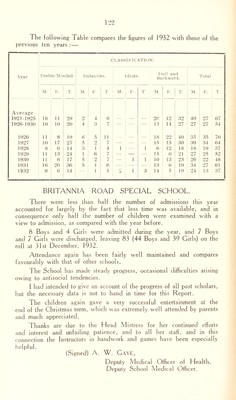 122
The following Table compares the figures of 1932 with those of the
previous ten years :—
CLASSIFICATION.
Year
Feeble-Minded
Imbeciles.
Idiots
Dull and Backward.
Total
M. F. T. M. F. T. M. F. T. M. F. T. M. F. T.
Average
1921-1925
1926-1930
1926
1927
1928
1929
1930
1931
1932
BRITANNIA ROAD SPECIAL SCHOOL.
There were less than half the number of admissions this year
accounted for largely by the fact that less time was available, and in
consequence only half the number of children were examined with a
view to admission, as compared with the year before.
8 Boys and 4 Girls were admitted during the year, and 7 Boys
and 7 Girls were discharged, leaving 83 (44 Boys and 39 Girls) on the
roll at 31st December, 1932.
Attendance again has been fairly well maintained and compares
favourably with that of other schools.
The School has made steady progress, occasional difficulties arising
owing to antisocial tendencies.
I had intended to give an account of the progress of all past scholars,
but the necessary data is not to hand in time for this Report.
The children again gave a very successful entertainment at the
end of the Christmas term, which was extremely well attended by parents
and much appreciated.
Thanks are due to the Head Mistress for her continued efforts
and interest and unfailing patience, and to all her staff, and in this
connection the Instructors in handwork and games have been especially
helpful.
(Signed) A. W. GAYE,
Deputy Medical Officer of Health,
Deputy School Medical Officer.